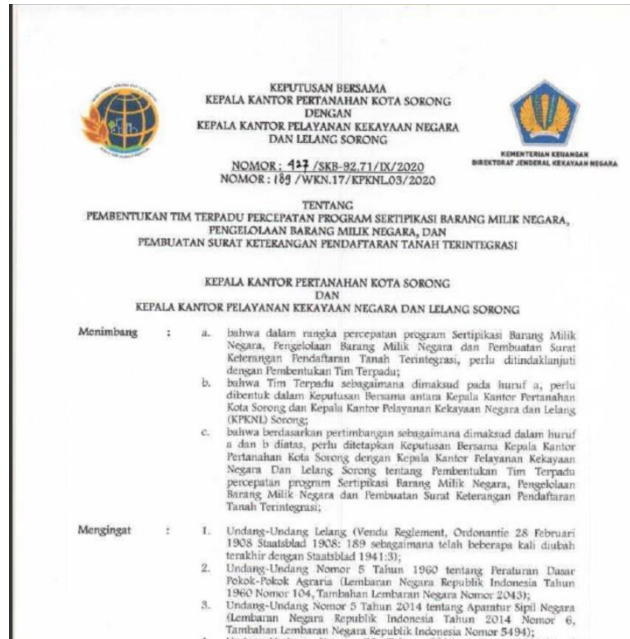 KEPUTUSAN BERSAMA
KEPALA KANTOR PERTANAHAN KOTA SORONG
DENGAN
KEPALA KANTOR PELAYANAN KEKAYAAN NEGARA
DAN LELANG SORONG
KEMENTERIAN KEUANGAN
DIREKTORAT JENDERAL KEKAYAAN NEGARA
NOMOR : 427 /SKB-92.71/IX/2020
NOMOR : 189 /WKN.17/KPKNL.03/2020
TENTANG
PEMBENTUKAN TIM TERPADU PERCEPATAN PROGRAM SERTIPIKASI BARANG MILIK NEGARA,
PENGELOLAAN BARANG MILIK NEGARA, DAN
PEMBUATAN SURAT KETERANGAN PENDAFTARAN TANAH TERINTEGRASI
KEPALA KANTOR PERTANAHAN KOTA SORONG
DAN
KEPALA KANTOR PELAYANAN KEKAYAAN NEGARA DAN LELANG SORONG
Menimbang : a. bahwa dalam rangka percepatan program Sertipikasi Barang Milik
Negara, Pengelolaan Barang Milik Negara dan Pembuatan Surat
Keterangan Pendaftaran Tanah Terintegrasi, perlu ditindaklanjuti
dengan Pembentukan Tim Terpadu;
b. bahwa Tim Terpadu sebagaimana dimaksud pada huruf a, perlu
dibentuk dalam Keputusan Bersama antara Kepala Kantor Pertanahan
Kota Sorong dan Kepala Kantor Pelayanan Kekayaan Negara dan Lelang
(KPKNL) Sorong;
c. bahwa berdasarkan pertimbangan sebagaimana dimaksud dalam huruf
a dan b diatas, perlu ditetapkan Keputusan Bersama Kepala Kantor
Pertanahan Kota Sorong dengan Kepala Kantor Pelayanan Kekayaan
Negara Dan Lelang Sorong tentang Pembentukan Tim Terpadu
percepatan program Sertipikasi Barang Milik Negara, Pengelolaan
Barang Milik Negara dan Pembuatan Surat Keterangan Pendaftaran
Tanah Terintegrasi;
Mengingat : 1. Undang-Undang Lelang (Vendu Reglement, Ordonantie 28 Februari
1908 Staatsblad 1908: 189 sebagaimana telah beberapa kali diubah
terakhir dengan Staatsblad 1941:3);
2. Undang-Undang Nomor 5 Tahun 1960 tentang Peraturan Dasar
Pokok-Pokok Agraria (Lembaran Negara Republik Indonesia Tahun
1960 Nomor 104, Tambahan Lembaran Negara Nomor 2043);
3. Undang-Undang Nomor 5 Tahun 2014 tentang Aparatur Sipil Negara
(Lembaran Negara Republik Indonesia Tahun 2014 Nomor 6,
Tambahan Lembaran Negara Republik Indonesia Nomor 5494);